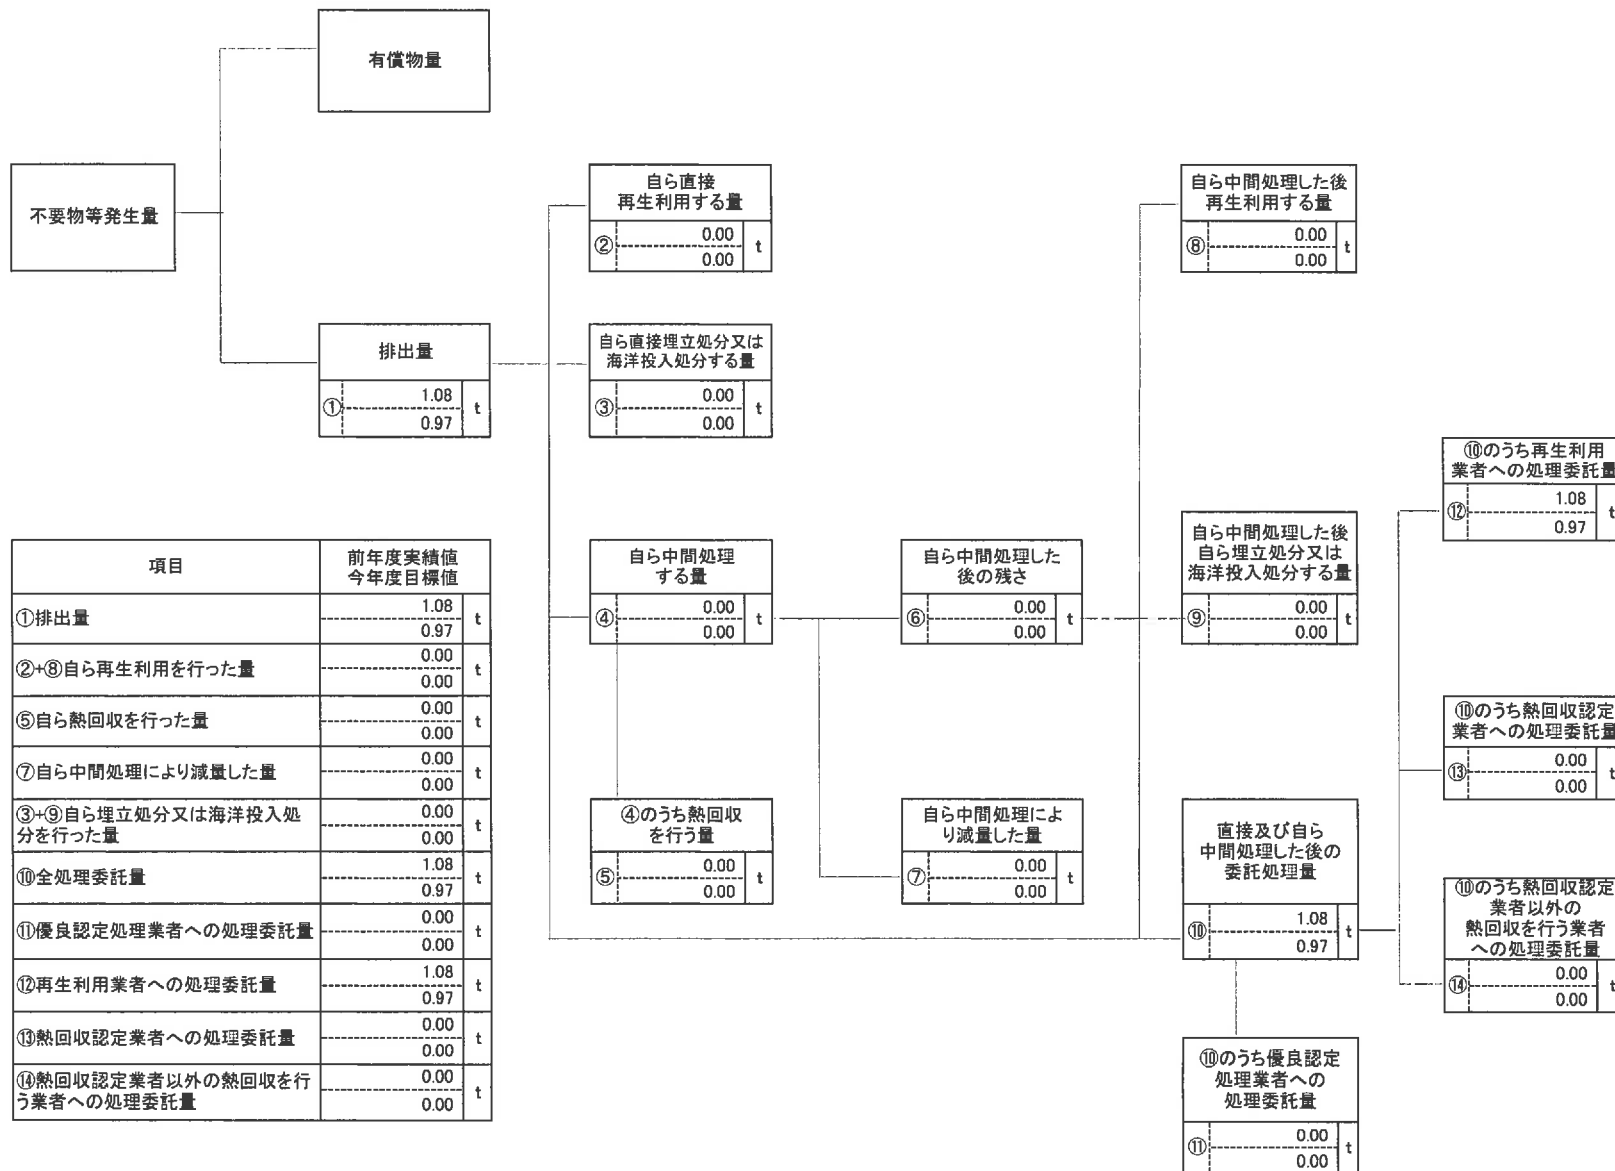 有償物量
不要物等発生量
排出量
① 1.08 t
0.97
自ら直接
再生利用する量
② 0.00 t
0.00
自ら直接埋立処分又は
海洋投入処分する量
③ 0.00 t
0.00
自ら中間処理
する量
④ 0.00 t
0.00
④のうち熱回収
を行う量
⑤ 0.00 t
0.00
自ら中間処理した
後の残さ
⑥ 0.00 t
0.00
自ら中間処理によ
り減量した量
⑦ 0.00 t
0.00
自ら中間処理した後
再生利用する量
⑧ 0.00 t
0.00
自ら中間処理した後
自ら埋立処分又は
海洋投入処分する量
⑨ 0.00 t
0.00
直接及び自ら
中間処理した後の
委託処理量
⑩ 1.08 t
0.97
⑩のうち優良認定
処理業者への
処理委託量
⑪ 0.00 t
0.00
⑩のうち再生利用
業者への処理委託量
⑫ 1.08 t
0.97
⑩のうち熱回収認定
業者への処理委託量
⑬ 0.00 t
0.00
⑩のうち熱回収認定
業者以外の
熱回収を行う業者
への処理委託量
⑭ 0.00 t
0.00
項目 前年度実績値
今年度目標値
①排出量 1.08 t
0.97
②+⑧自ら再生利用を行った量 0.00 t
0.00
⑤自ら熱回収を行った量 0.00 t
0.00
⑦自ら中間処理により減量した量 0.00 t
0.00
③+⑨自ら埋立処分又は海洋投入処 0.00 t
分を行った量 0.00
⑩全処理委託量 1.08 t
0.97
⑪優良認定処理業者への処理委託量 0.00 t
0.00
⑫再生利用業者への処理委託量 1.08 t
0.97
⑬熱回収認定業者への処理委託量 0.00 t
0.00
⑭熱回収認定業者以外の熱回収を行 0.00 t
う業者への処理委託量 0.00